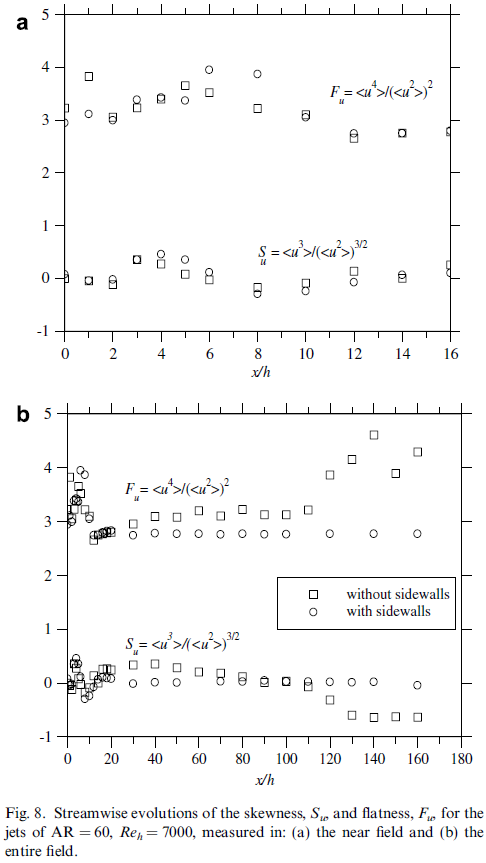 a
5
4
3
2
1
0
-1
F_u = <u^4>/(<u^2>)^2
S_u = <u^3>/(<u^2>)^{3/2}
0 2 4 6 8 10 12 14 16
x/h
b
5
4
3
2
1
0
-1
F_u = <u^4>/(<u^2>)^2
without sidewalls
with sidewalls
S_u = <u^3>/(<u^2>)^{3/2}
0 20 40 60 80 100 120 140 160 180
x/h
Fig. 8. Streamwise evolutions of the skewness, S_u, and flatness, F_u, for the
jets of AR = 60, Re_h = 7000, measured in: (a) the near field and (b) the
entire field.